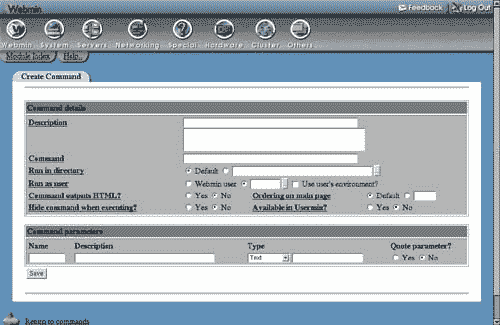 Webmin
Feedback Log Out
Webmin System Servers Networking Special Hardware Cluster Others
Module Index Help..
Create Command
Command details
Description
Command
Run in directory Default
Run as user Webmin user Use user's environment?
Command outputs HTML? Yes No Ordering on main page Default
Hide command when executing? Yes No Available in Usermin? Yes No
Command parameters
Name Description Type Quote parameter?
Text Yes No
Save
Return to commands